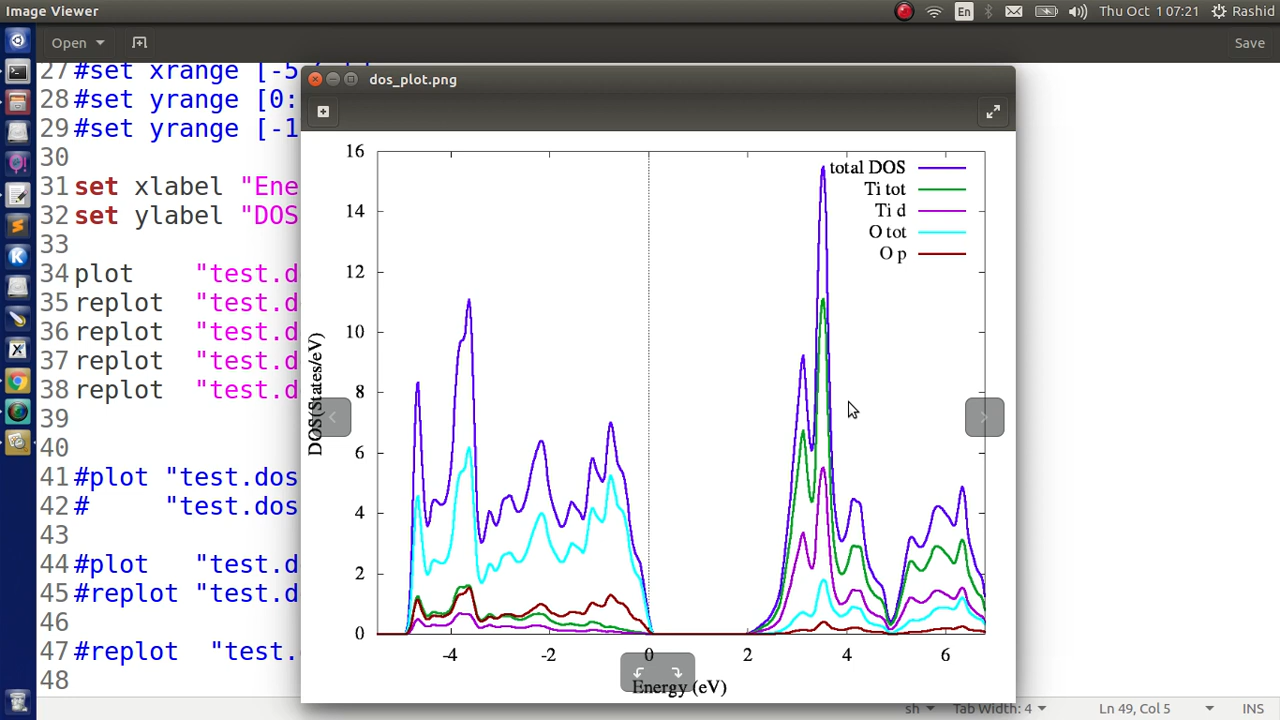 Image Viewer
En
Thu Oct 1 07:21
Rashid
Open
Save
27 #set xrange [-5
28 #set yrange [0:
29 #set yrange [-1
30
31 set xlabel "Ene
32 set ylabel "DOS
33
34 plot "test.d
35 replot "test.d
36 replot "test.d
37 replot "test.d
38 replot "test.d
39
40
41 #plot "test.dos
42 # "test.dos
43
44 #plot "test.d
45 #replot "test.d
46
47 #replot "test.
48
dos_plot.png
16
14
12
10
8
6
4
2
0
DOS(States/eV)
total DOS
Ti tot
Ti d
O tot
O p
-4 -2 0 2 4 6
Energy (eV)
sh
Tab Width: 4
Ln 49, Col 5
INS